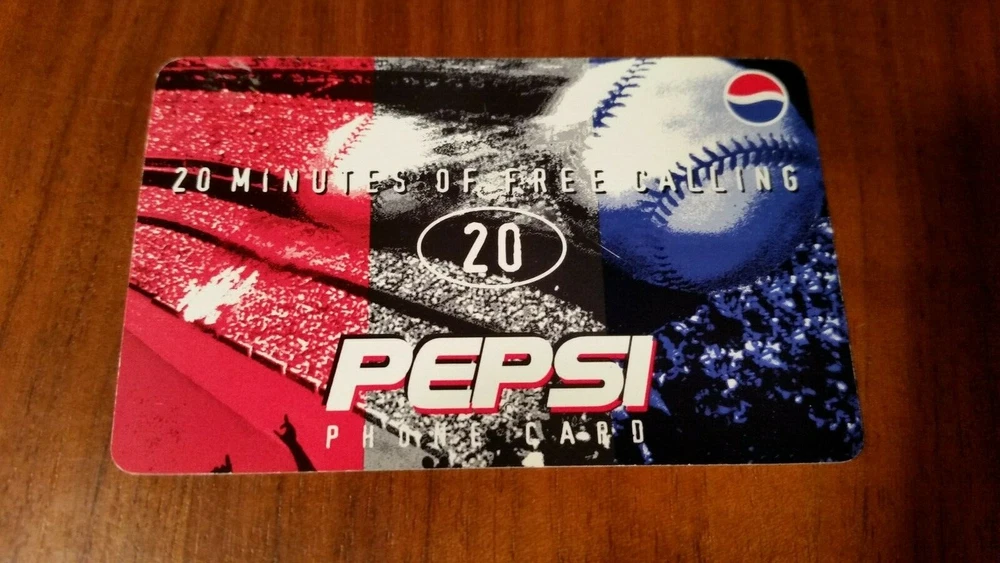 20 MINUTES OF FREE CALLING
20
PEPSI
PHONE CARD